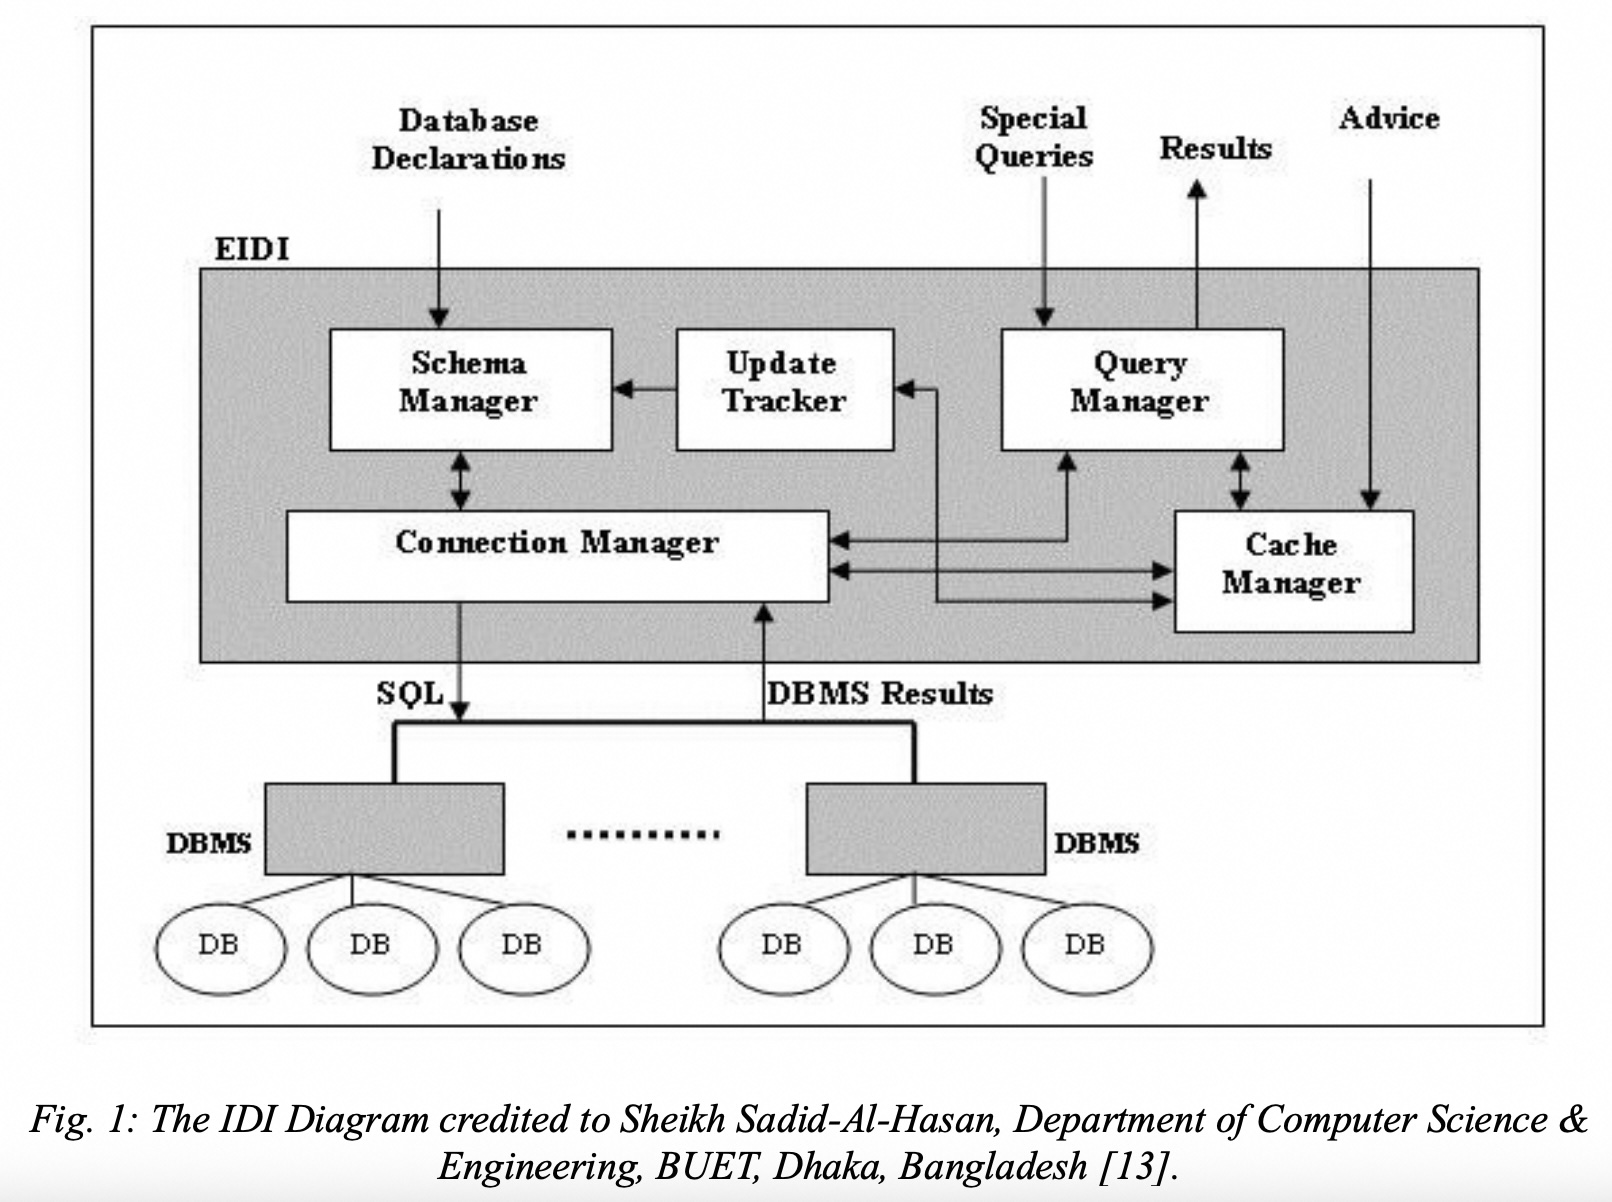 Database
Declarations
Special
Queries
Results
Advice
EIDI
Schema
Manager
Update
Tracker
Query
Manager
Connection Manager
Cache
Manager
SQL
DBMS Results
DBMS
DBMS
DB
DB
DB
DB
DB
DB
Fig. 1: The IDI Diagram credited to Sheikh Sadid-Al-Hasan, Department of Computer Science &
Engineering, BUET, Dhaka, Bangladesh [13].